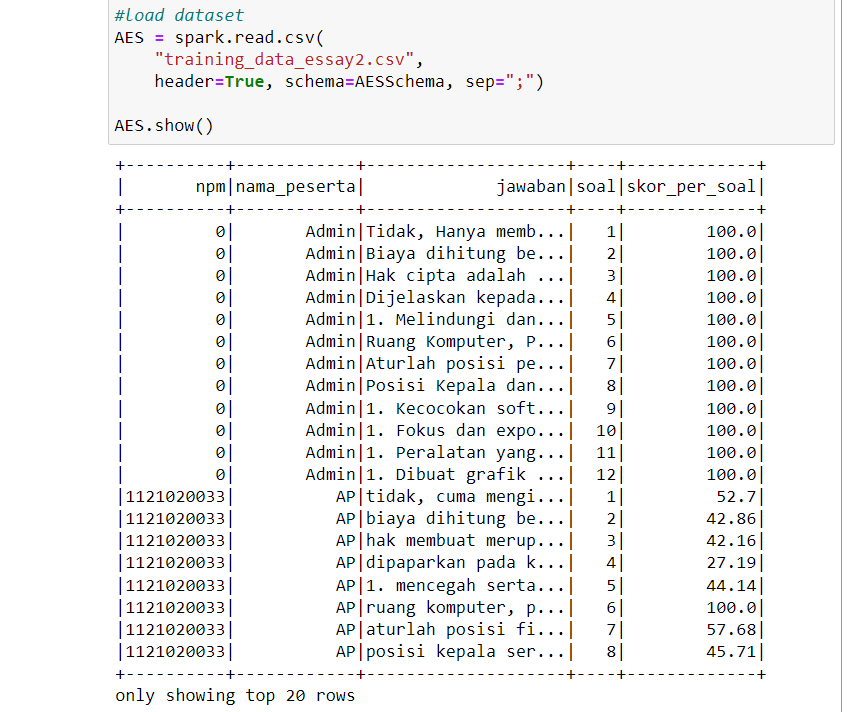 #load dataset
AES = spark.read.csv(
    "training_data_essay2.csv",
    header=True, schema=AESSchema, sep=";")
AES.show()
+----------+------------+--------------------+----+-------------+
|       npm|nama_peserta|             jawaban|soal|skor_per_soal|
+----------+------------+--------------------+----+-------------+
|         0|       Admin|Tidak, Hanya memb...|   1|        100.0|
|         0|       Admin|Biaya dihitung be...|   2|        100.0|
|         0|       Admin|Hak cipta adalah ...|   3|        100.0|
|         0|       Admin|Dijelaskan kepada...|   4|        100.0|
|         0|       Admin|1. Melindungi dan...|   5|        100.0|
|         0|       Admin|Ruang Komputer, P...|   6|        100.0|
|         0|       Admin|Aturlah posisi pe...|   7|        100.0|
|         0|       Admin|Posisi Kepala dan...|   8|        100.0|
|         0|       Admin|1. Kecocokan soft...|   9|        100.0|
|         0|       Admin|1. Fokus dan expo...|  10|        100.0|
|         0|       Admin|1. Peralatan yang...|  11|        100.0|
|         0|       Admin|1. Dibuat grafik ...|  12|        100.0|
|1121020033|          AP|tidak, cuma mengi...|   1|         52.7|
|1121020033|          AP|biaya dihitung be...|   2|        42.86|
|1121020033|          AP|hak membuat merup...|   3|        42.16|
|1121020033|          AP|dipaparkan pada k...|   4|        27.19|
|1121020033|          AP|1. mencegah serta...|   5|        44.14|
|1121020033|          AP|ruang komputer, p...|   6|        100.0|
|1121020033|          AP|aturlah posisi fi...|   7|        57.68|
|1121020033|          AP|posisi kepala ser...|   8|        45.71|
+----------+------------+--------------------+----+-------------+
only showing top 20 rows